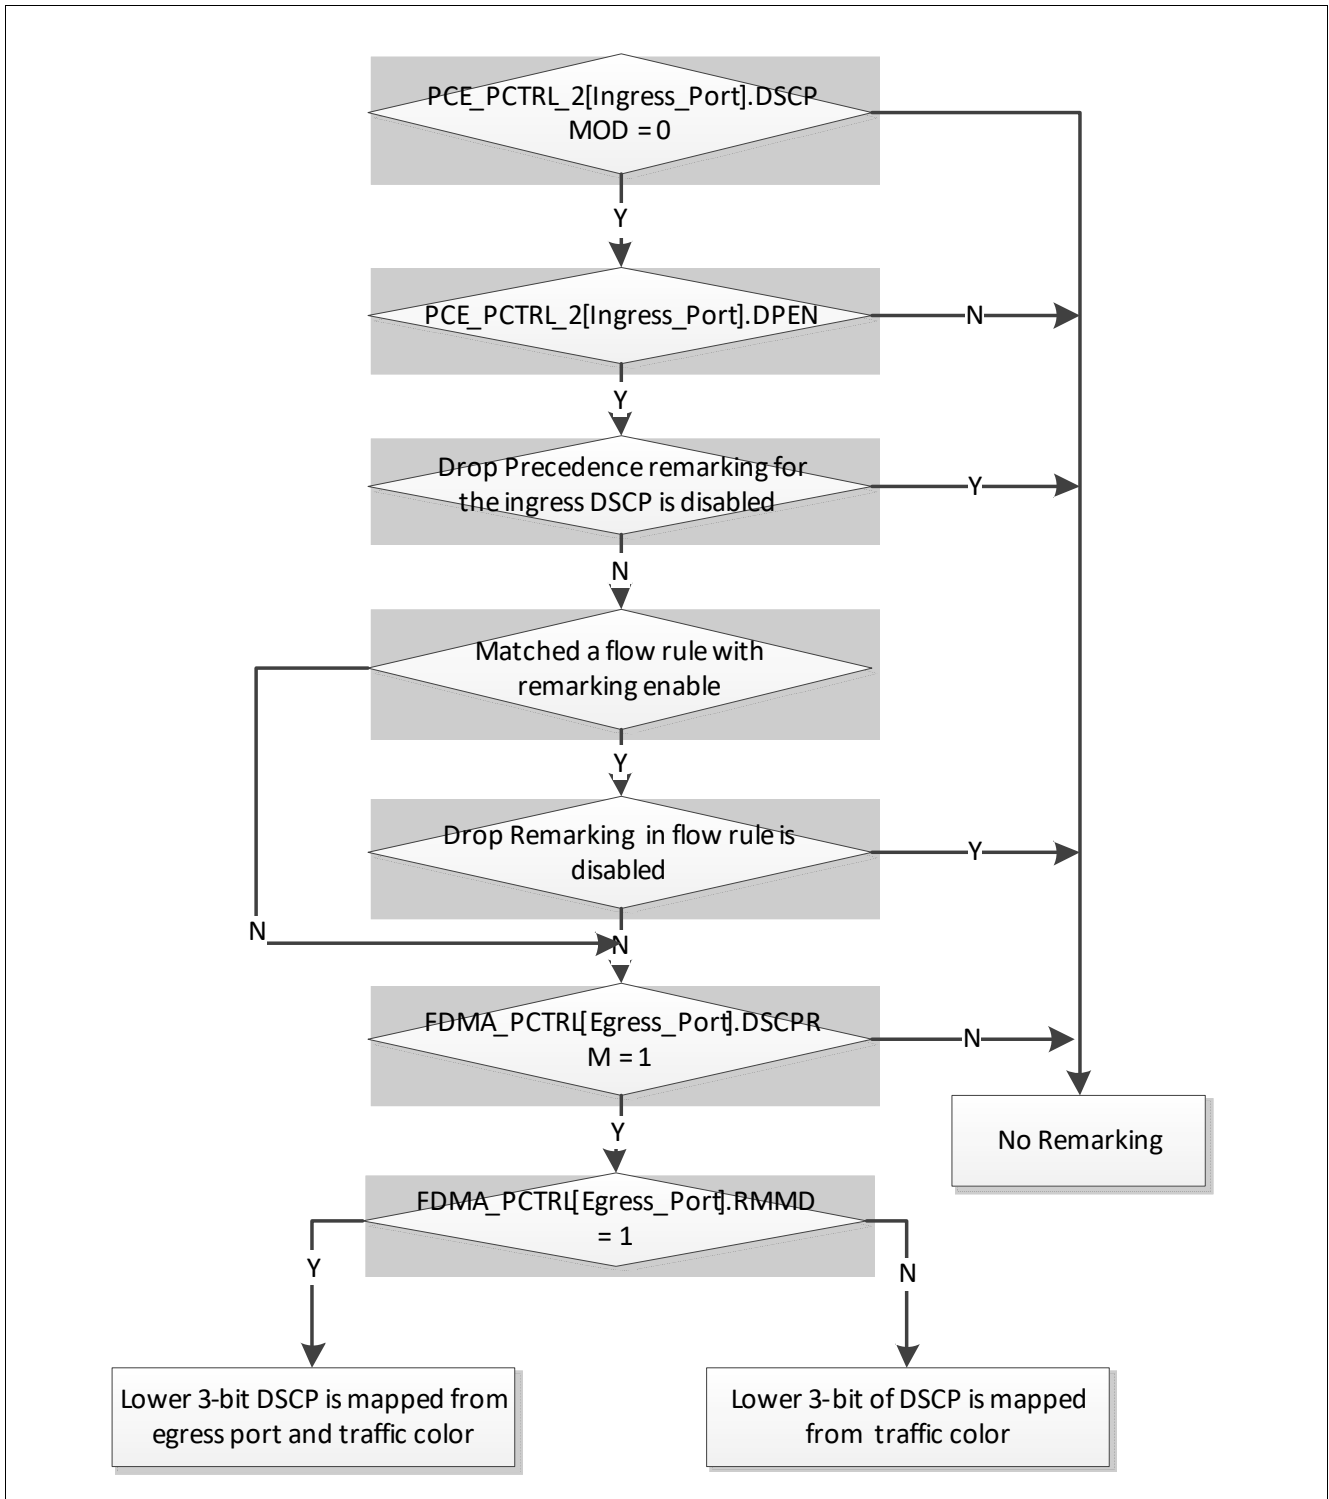 PCE_PCTRL_2[Ingress_Port].DSCP
MOD = 0
Y
PCE_PCTRL_2[Ingress_Port].DPEN
N
Y
Drop Precedence remarking for
the ingress DSCP is disabled
Y
N
Matched a flow rule with
remarking enable
Y
Drop Remarking in flow rule is
disabled
Y
N
N
FDMA_PCTRL[Egress_Port].DSCPR
M = 1
N
Y
No Remarking
FDMA_PCTRL[Egress_Port].RMMD
= 1
Y
N
Lower 3-bit DSCP is mapped from
egress port and traffic color
Lower 3-bit of DSCP is mapped
from traffic color